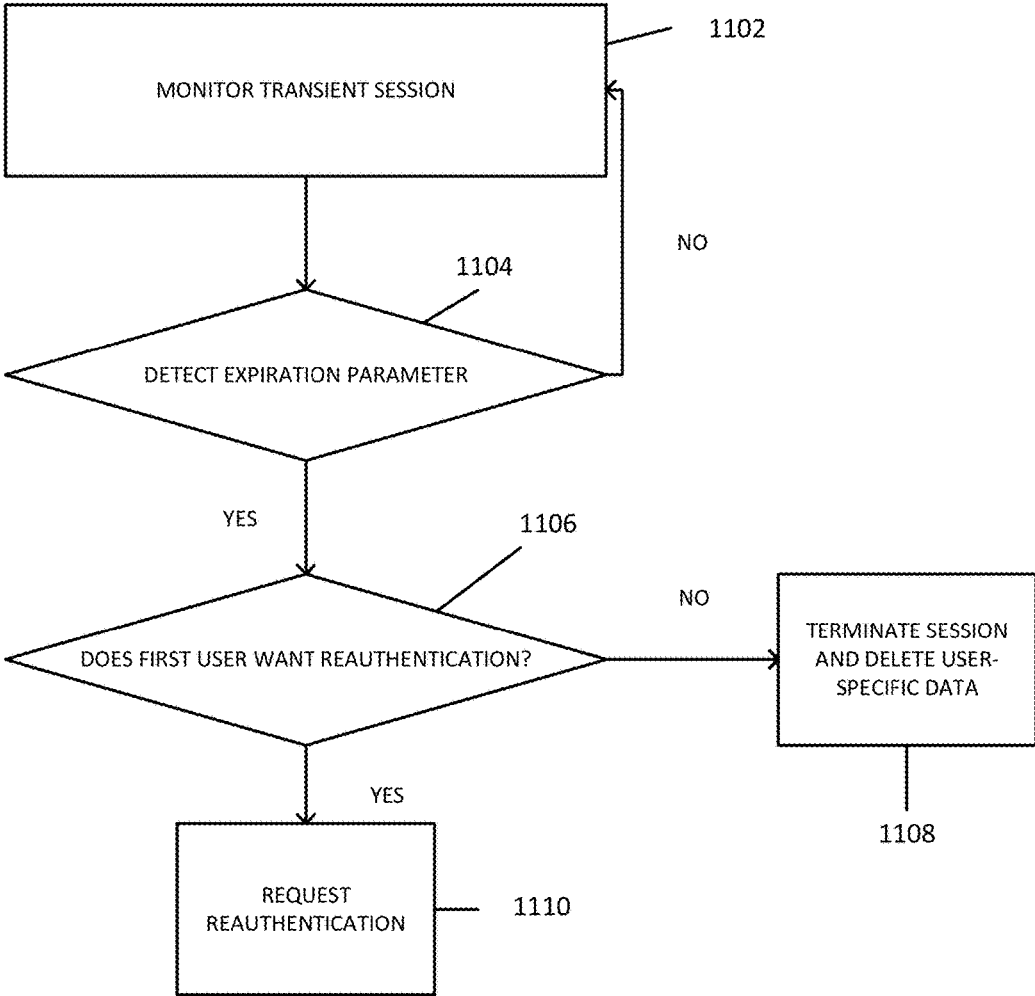 1102
MONITOR TRANSIENT SESSION
NO
1104
DETECT EXPIRATION PARAMETER
YES
1106
NO
DOES FIRST USER WANT REAUTHENTICATION?
TERMINATE SESSION
AND DELETE USER-
SPECIFIC DATA
YES
1108
REQUEST
REAUTHENTICATION
1110